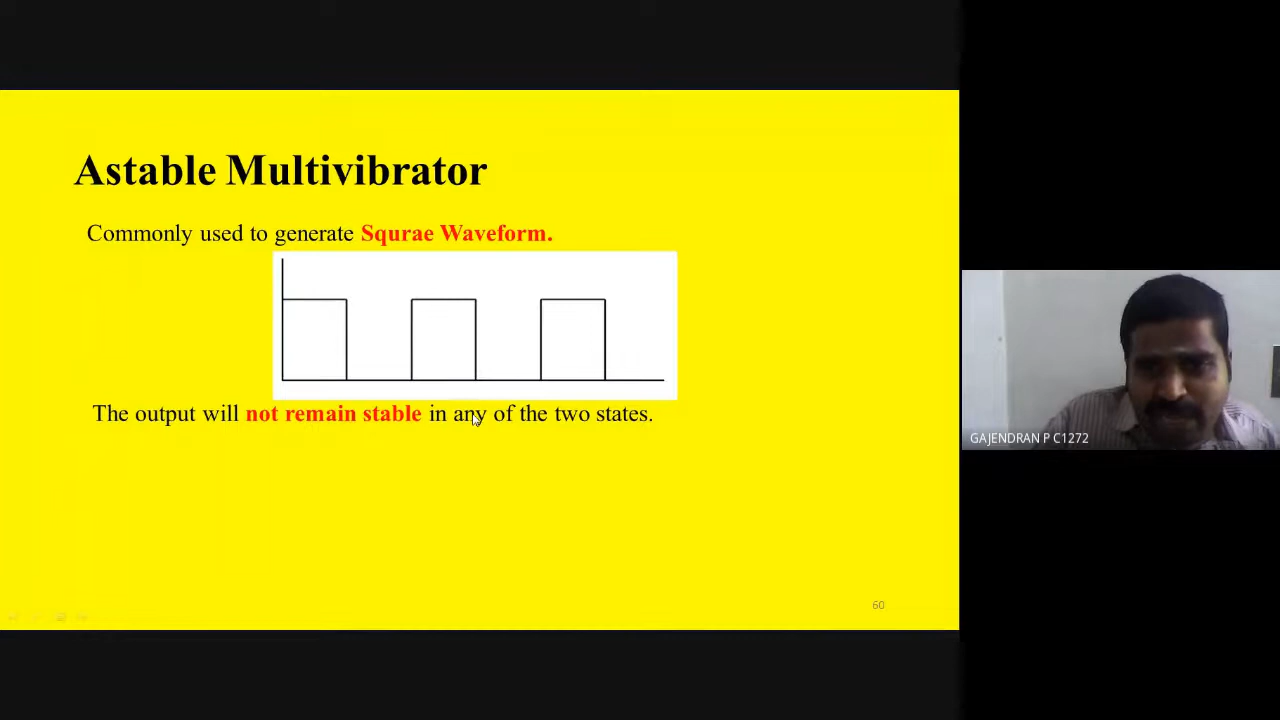 Astable Multivibrator
Commonly used to generate Squrae Waveform.
The output will not remain stable in any of the two states.
GAJENDRAN P C1272
60